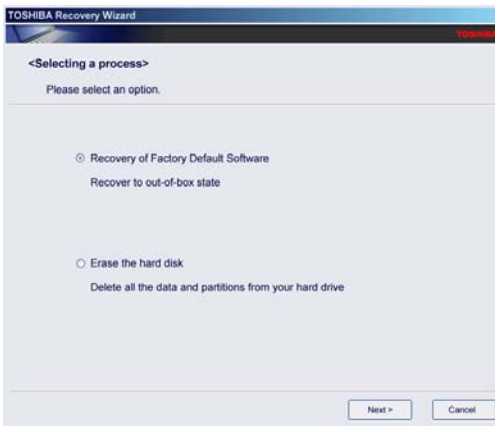 TOSHIBA Recovery Wizard
TOSHIBA
<Selecting a process>
Please select an option.
Recovery of Factory Default Software
Recover to out-of-box state
Erase the hard disk
Delete all the data and partitions from your hard drive
Next >
Cancel